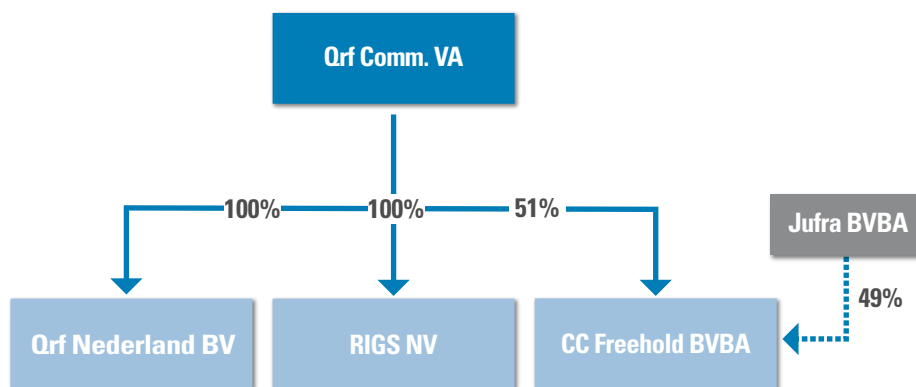 Qrf Comm. VA
100%
100%
51%
Jufra BVBA
49%
Qrf Nederland BV
RIGS NV
CC Freehold BVBA